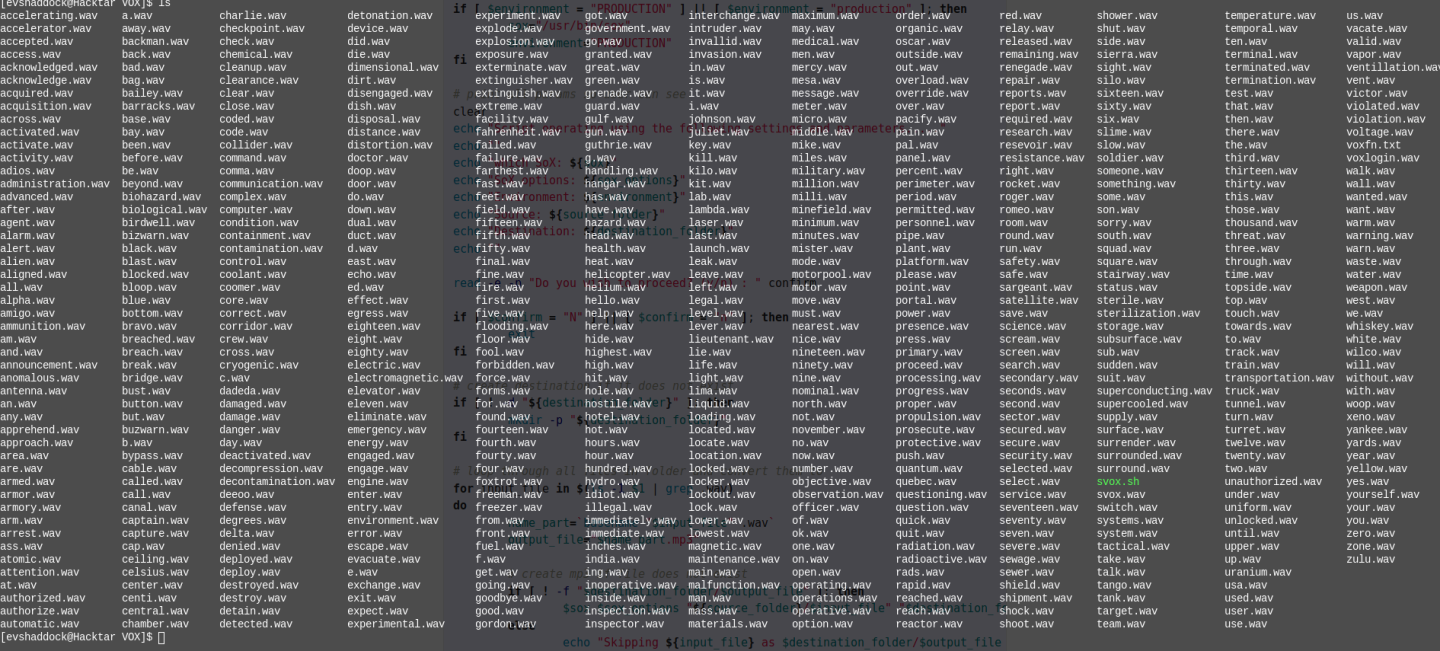 [evshaddock@Hacktar VOX]$ ls
accelerating.wav a.wav charlie.wav detonation.wav experiment.wav got.wav interchange.wav maximum.wav order.wav red.wav shower.wav temperature.wav us.wav
accelerator.wav away.wav checkpoint.wav device.wav explode.wav government.wav intruder.wav may.wav organic.wav relay.wav shut.wav temporal.wav vacate.wav
accepted.wav backman.wav check.wav did.wav explosion.wav go.wav invallid.wav medical.wav oscar.wav released.wav side.wav ten.wav valid.wav
access.wav back.wav chemical.wav die.wav exposure.wav granted.wav invasion.wav men.wav outside.wav remaining.wav sierra.wav terminal.wav vapor.wav
acknowledged.wav bad.wav cleanup.wav dimensional.wav exterminate.wav great.wav in.wav mercy.wav out.wav renegade.wav sight.wav terminated.wav ventillation.wav
acknowledge.wav bag.wav clearance.wav dirt.wav extinguisher.wav green.wav is.wav mesa.wav overload.wav repair.wav silo.wav termination.wav vent.wav
acquired.wav bailey.wav clear.wav disengaged.wav extinguish.wav grenade.wav it.wav message.wav override.wav reports.wav sixteen.wav test.wav victor.wav
acquisition.wav barracks.wav close.wav dish.wav extreme.wav guard.wav i.wav meter.wav over.wav report.wav sixty.wav that.wav violated.wav
across.wav base.wav coded.wav disposal.wav facility.wav gulf.wav johnson.wav micro.wav pacify.wav required.wav six.wav then.wav violation.wav
activated.wav bay.wav code.wav distance.wav fahrenheit.wav gun.wav juliet.wav middle.wav pain.wav research.wav slime.wav there.wav voltage.wav
activate.wav been.wav collider.wav distortion.wav failed.wav guthrie.wav key.wav mike.wav pal.wav resevoir.wav slow.wav the.wav voxfn.txt
activity.wav before.wav command.wav doctor.wav failure.wav g.wav kill.wav miles.wav panel.wav resistance.wav soldier.wav third.wav voxlogin.wav
adios.wav be.wav comma.wav doop.wav farthest.wav handling.wav kilo.wav military.wav percent.wav right.wav someone.wav thirteen.wav walk.wav
administration.wav beyond.wav communication.wav door.wav fast.wav hangar.wav kit.wav million.wav perimeter.wav rocket.wav something.wav thirty.wav wall.wav
advanced.wav biohazard.wav complex.wav do.wav feet.wav has.wav lab.wav milli.wav period.wav roger.wav some.wav this.wav wanted.wav
after.wav biological.wav computer.wav down.wav field.wav have.wav lambda.wav minefield.wav permitted.wav romeo.wav son.wav those.wav want.wav
agent.wav birdwell.wav condition.wav dual.wav fifteen.wav hazard.wav laser.wav minimum.wav personnel.wav room.wav sorry.wav thousand.wav warm.wav
alarm.wav bizwarn.wav containment.wav duct.wav fifth.wav head.wav last.wav minutes.wav pipe.wav round.wav south.wav threat.wav warning.wav
alert.wav black.wav contamination.wav d.wav fifty.wav health.wav launch.wav mister.wav plant.wav run.wav squad.wav three.wav warn.wav
alien.wav blast.wav control.wav east.wav final.wav heat.wav leak.wav mode.wav platform.wav safety.wav square.wav through.wav waste.wav
aligned.wav blocked.wav coolant.wav echo.wav fine.wav helicopter.wav leave.wav motorpool.wav please.wav safe.wav stairway.wav time.wav water.wav
all.wav bloop.wav coomer.wav ed.wav fire.wav helium.wav left.wav motor.wav point.wav sargeant.wav status.wav topside.wav weapon.wav
alpha.wav blue.wav core.wav effect.wav first.wav hello.wav legal.wav move.wav portal.wav satellite.wav sterile.wav top.wav west.wav
amigo.wav bottom.wav correct.wav egress.wav five.wav help.wav level.wav must.wav power.wav save.wav sterilization.wav touch.wav we.wav
ammunition.wav bravo.wav corridor.wav eighteen.wav flooding.wav here.wav lever.wav nearest.wav presence.wav science.wav storage.wav towards.wav whiskey.wav
am.wav breached.wav crew.wav eight.wav floor.wav hide.wav lieutenant.wav nice.wav press.wav scream.wav subsurface.wav to.wav white.wav
and.wav breach.wav cross.wav eighty.wav fool.wav highest.wav lie.wav nineteen.wav primary.wav screen.wav sub.wav track.wav wilco.wav
announcement.wav break.wav cryogenic.wav electric.wav forbidden.wav high.wav life.wav ninety.wav proceed.wav search.wav sudden.wav train.wav will.wav
anomalous.wav bridge.wav c.wav electromagnetic.wav force.wav hit.wav light.wav nine.wav processing.wav secondary.wav suit.wav transportation.wav without.wav
antenna.wav bust.wav dadeda.wav elevator.wav forms.wav hole.wav lima.wav nominal.wav progress.wav seconds.wav superconducting.wav truck.wav with.wav
an.wav button.wav damaged.wav eleven.wav for.wav hostile.wav liquid.wav north.wav proper.wav second.wav supercooled.wav tunnel.wav woop.wav
any.wav but.wav damage.wav eliminate.wav found.wav hotel.wav loading.wav not.wav propulsion.wav sector.wav supply.wav turn.wav xeno.wav
apprehend.wav buzwarn.wav danger.wav emergency.wav fourteen.wav hot.wav located.wav november.wav prosecute.wav secured.wav surface.wav turret.wav yankee.wav
approach.wav b.wav day.wav energy.wav fourth.wav hours.wav locate.wav no.wav protective.wav secure.wav surrender.wav twelve.wav yards.wav
area.wav bypass.wav deactivated.wav engaged.wav fourty.wav hour.wav location.wav now.wav push.wav security.wav surrounded.wav twenty.wav year.wav
are.wav cable.wav decompression.wav engage.wav four.wav hundred.wav locked.wav number.wav quantum.wav selected.wav surround.wav two.wav yellow.wav
armed.wav called.wav decontamination.wav engine.wav foxtrot.wav hydro.wav locker.wav objective.wav quebec.wav select.wav svox.sh unauthorized.wav yes.wav
armor.wav call.wav deeoo.wav enter.wav freeman.wav idiot.wav lockout.wav observation.wav questioning.wav service.wav svox.wav under.wav yourself.wav
armory.wav canal.wav defense.wav entry.wav freezer.wav illegal.wav lock.wav officer.wav question.wav seventeen.wav switch.wav uniform.wav your.wav
arm.wav captain.wav degrees.wav environment.wav from.wav immediately.wav lower.wav of.wav quick.wav seventy.wav systems.wav unlocked.wav you.wav
arrest.wav capture.wav delta.wav error.wav front.wav immediate.wav lowest.wav ok.wav quit.wav seven.wav system.wav until.wav zero.wav
ass.wav cap.wav denied.wav escape.wav fuel.wav inches.wav magnetic.wav one.wav radiation.wav severe.wav tactical.wav upper.wav zone.wav
atomic.wav ceiling.wav deployed.wav evacuate.wav f.wav india.wav maintenance.wav on.wav radioactive.wav sewage.wav take.wav up.wav zulu.wav
attention.wav celsius.wav deploy.wav e.wav get.wav ing.wav main.wav open.wav rads.wav sewer.wav talk.wav uranium.wav
at.wav center.wav destroyed.wav exchange.wav going.wav inoperative.wav malfunction.wav operating.wav rapid.wav shield.wav tango.wav usa.wav
authorized.wav centi.wav destroy.wav exit.wav goodbye.wav inside.wav man.wav operations.wav reached.wav shipment.wav tank.wav used.wav
authorize.wav central.wav detain.wav expect.wav good.wav inspection.wav mass.wav operative.wav reach.wav shock.wav target.wav user.wav
automatic.wav chamber.wav detected.wav experimental.wav gordon.wav inspector.wav materials.wav option.wav reactor.wav shoot.wav team.wav use.wav
[evshaddock@Hacktar VOX]$